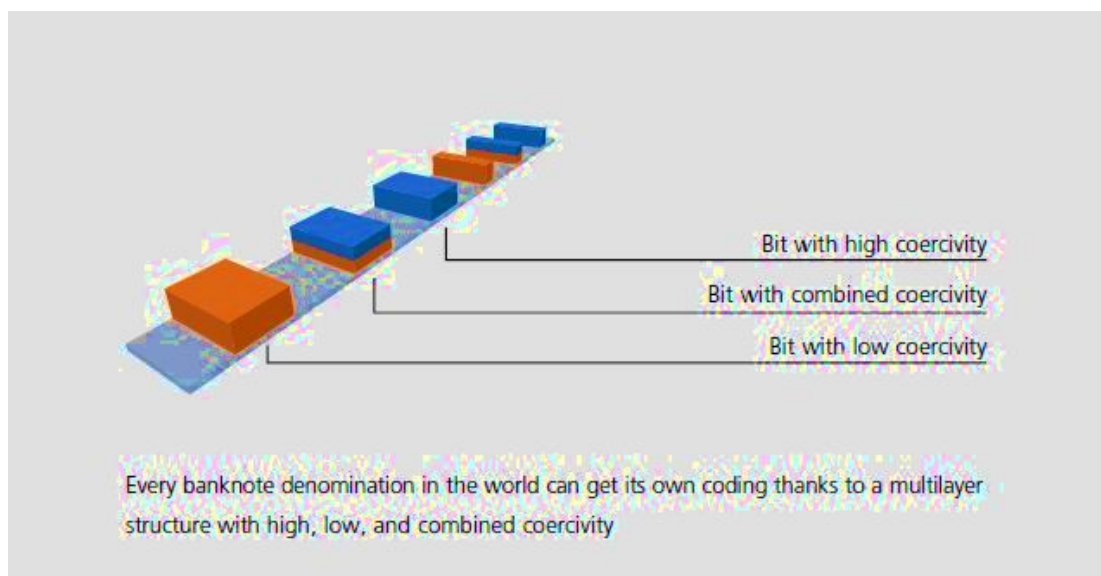 Bit with high coercivity
Bit with combined coercivity
Bit with low coercivity
Every banknote denomination in the world can get its own coding thanks to a multilayer
structure with high, low, and combined coercivity